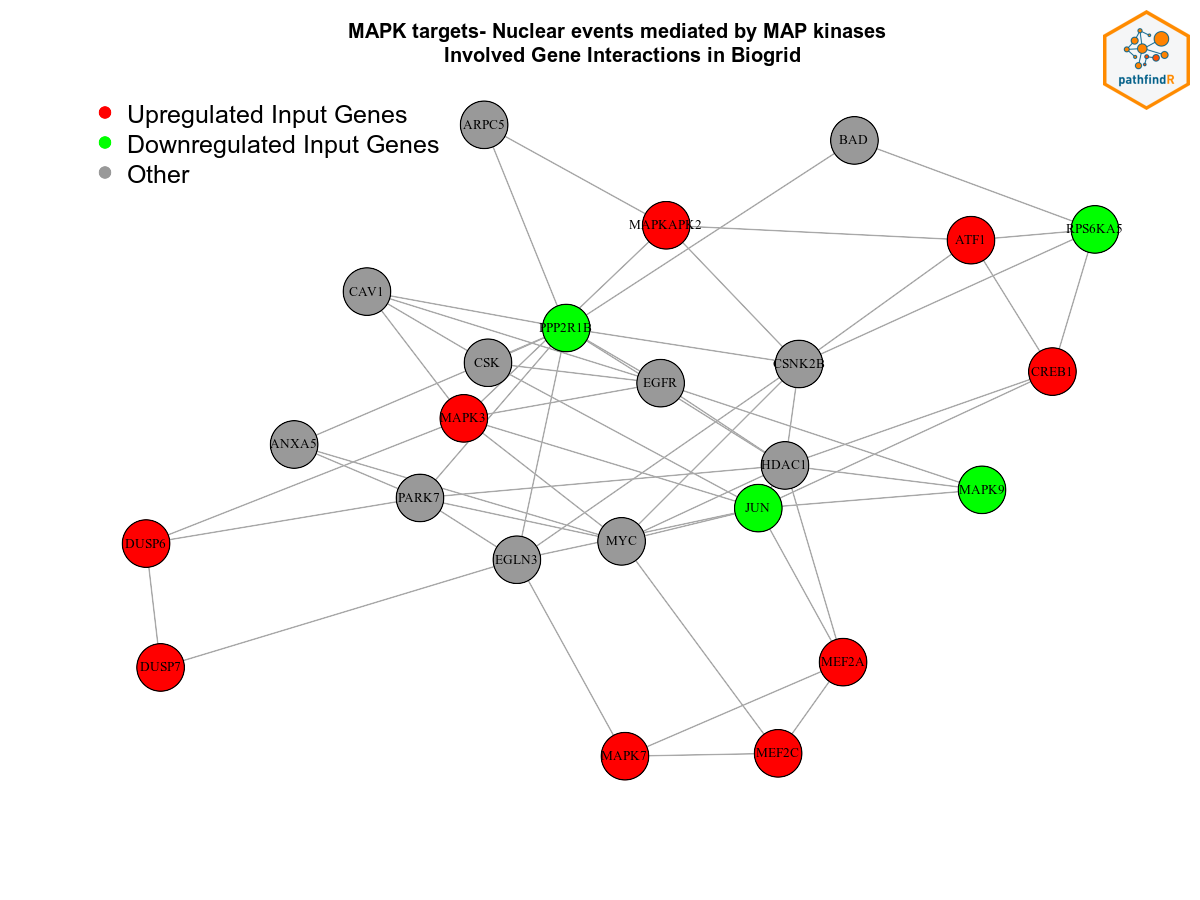 MAPK targets- Nuclear events mediated by MAP kinases
Involved Gene Interactions in Biogrid
pathfindR
Upregulated Input Genes
Downregulated Input Genes
Other
ARPC5
BAD
MAPKAPK2
RPS6KA5
ATF1
CAV1
PPP2R1B
CSK
CSNK2B
CREB1
EGFR
MAPK3
ANXA5
HDAC1
MAPK9
PARK7
JUN
DUSP6
MYC
EGLN3
DUSP7
MEF2A
MAPK7
MEF2C